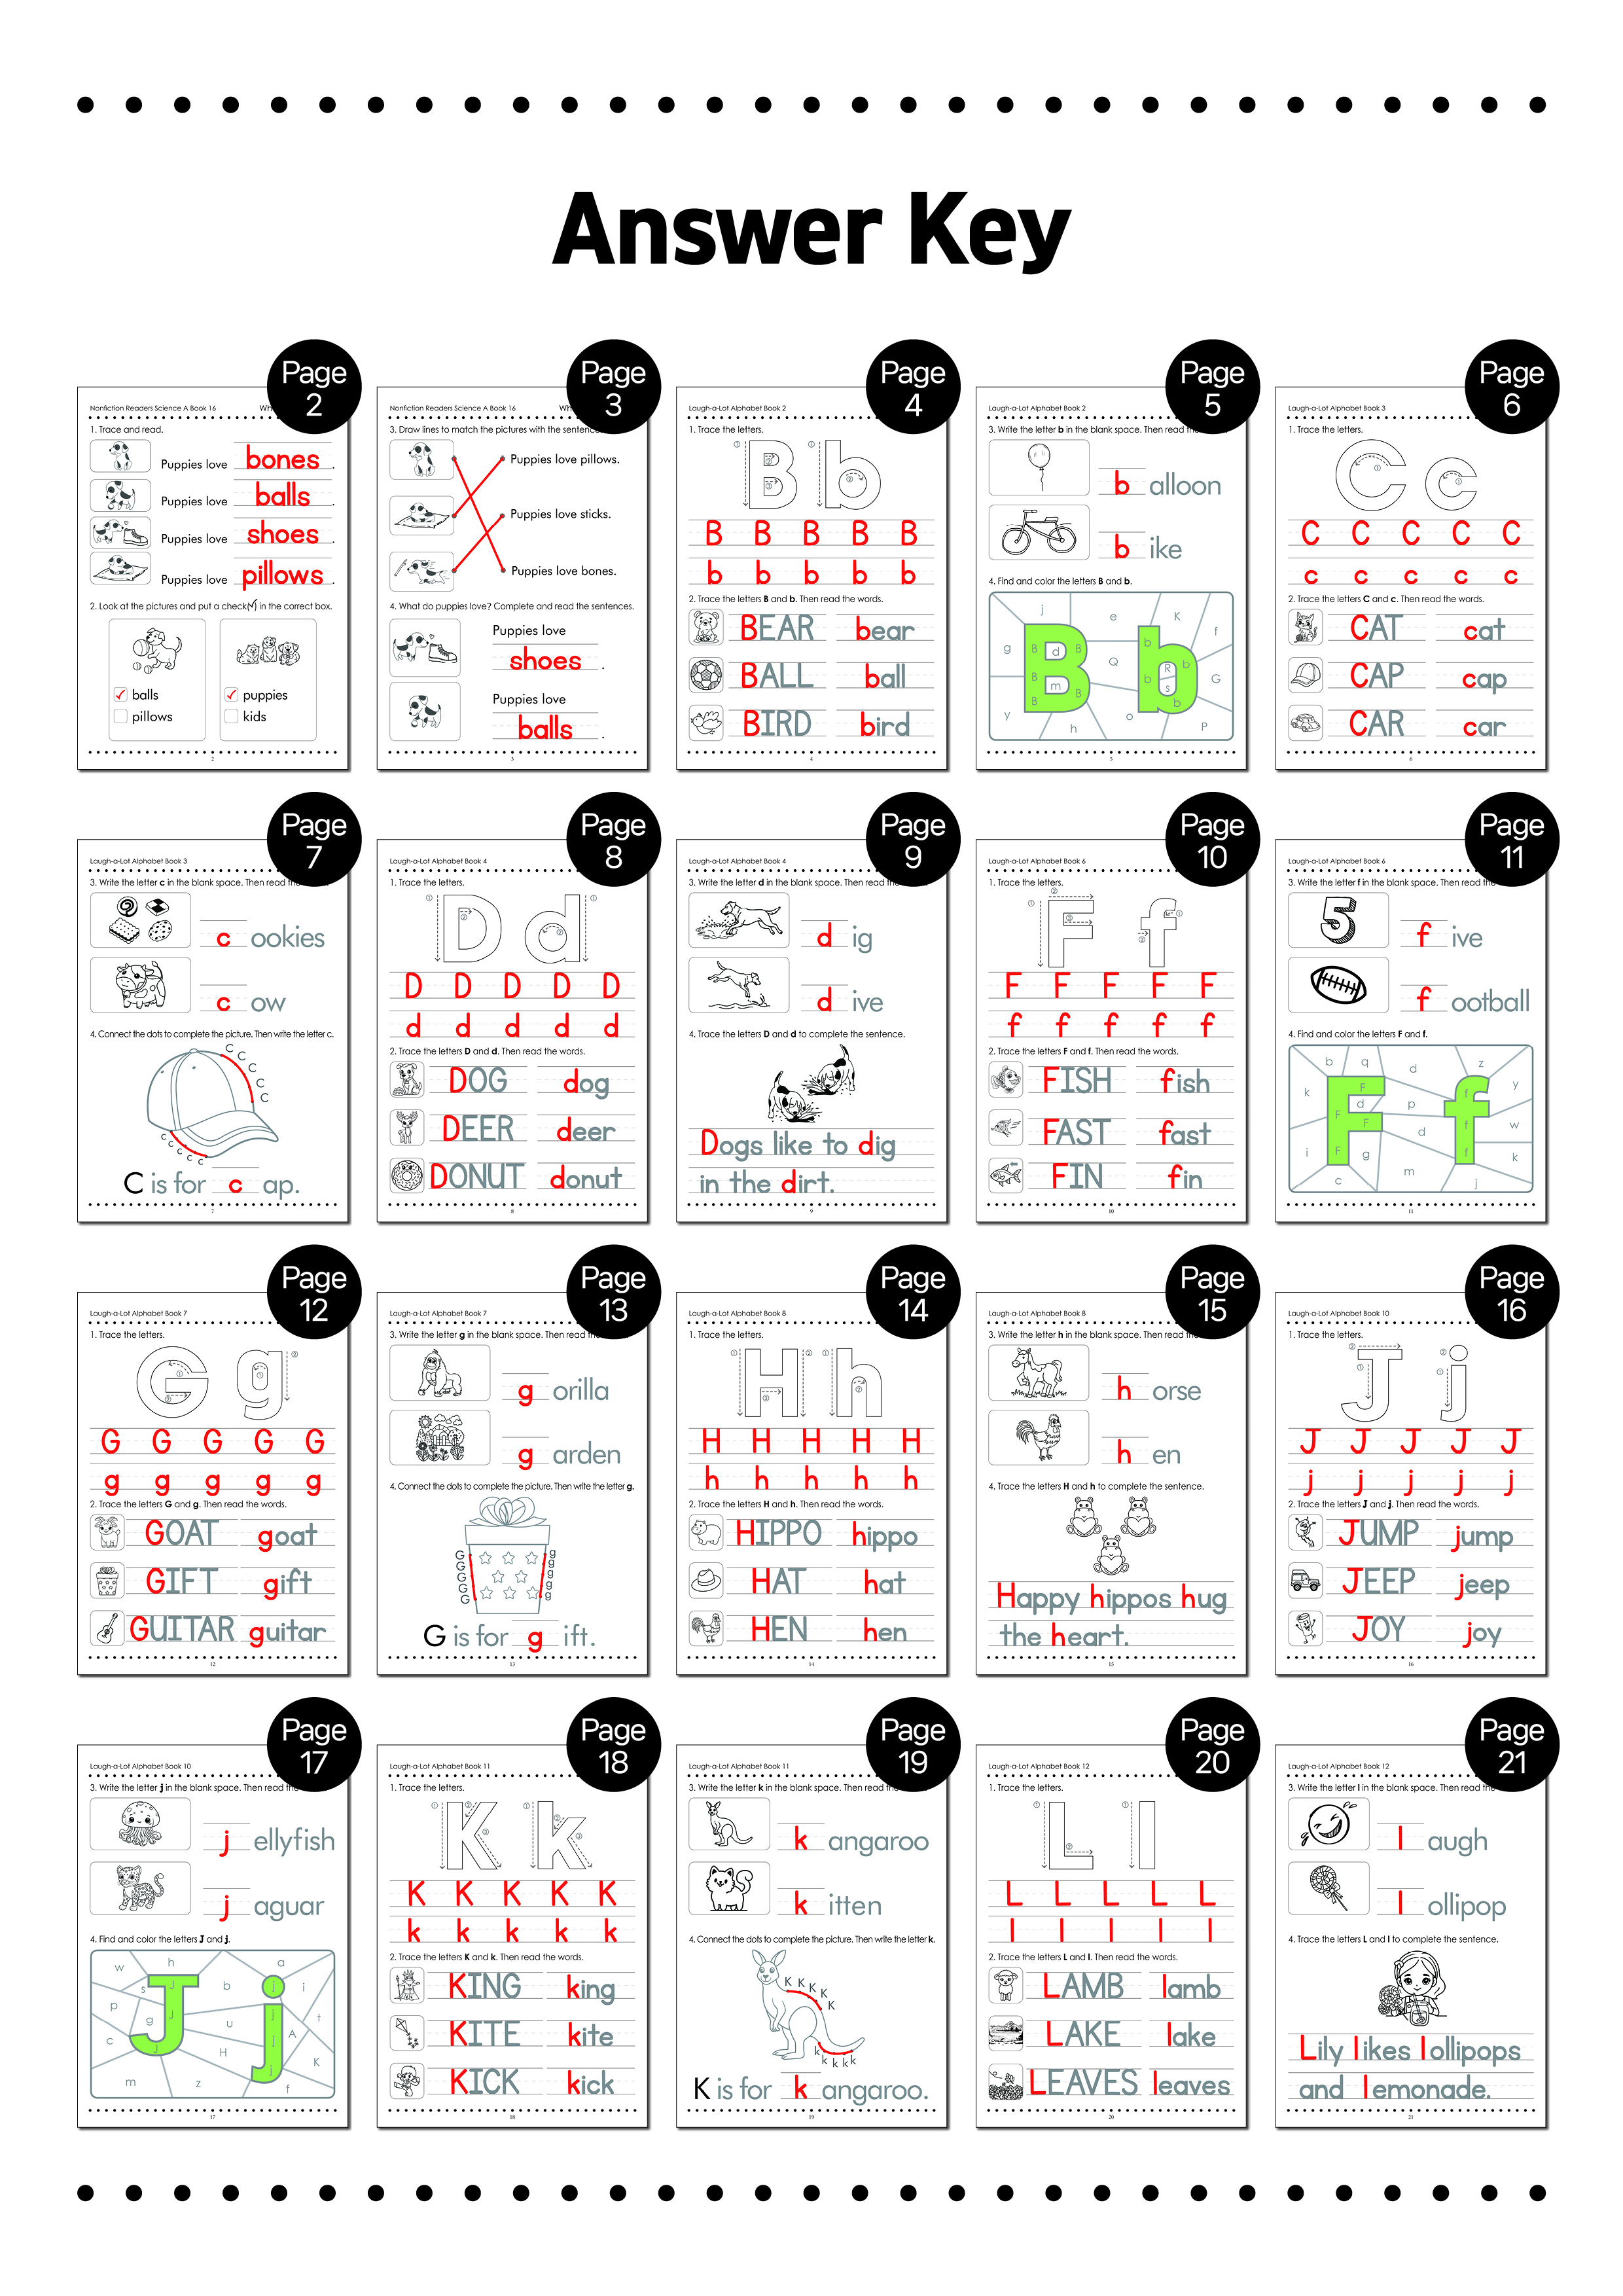 Answer Key
Page
2
Nonfiction Readers Science A Book 16
1. Trace and read.
Puppies love bones .
Puppies love balls .
Puppies love shoes .
Puppies love pillows .
2. Look at the pictures and put a check(✓) in the correct box.
✓ balls
pillows
✓ puppies
kids
2
Page
3
Nonfiction Readers Science A Book 16
3. Draw lines to match the pictures with the sentence
Puppies love pillows.
Puppies love sticks.
Puppies love bones.
4. What do puppies love? Complete and read the sentences.
Puppies love
shoes .
Puppies love
balls .
3
Page
4
Laugh-a-Lot Alphabet Book 2
1. Trace the letters.
B b
B B B B B
b b b b b
2. Trace the letters B and b. Then read the words.
BEAR bear
BALL ball
BIRD bird
4
Page
5
Laugh-a-Lot Alphabet Book 2
3. Write the letter b in the blank space. Then read
b alloon
b ike
4. Find and color the letters B and b.
B b
5
Page
6
Laugh-a-Lot Alphabet Book 3
1. Trace the letters.
C c
C C C C C
c c c c c
2. Trace the letters C and c. Then read the words.
CAT cat
CAP cap
CAR car
6
Page
7
Laugh-a-Lot Alphabet Book 3
3. Write the letter c in the blank space. Then read
c ookies
c ow
4. Connect the dots to complete the picture. Then write the letter c.
C C C C C
c c c c c
C is for c ap.
7
Page
8
Laugh-a-Lot Alphabet Book 4
1. Trace the letters.
D d
D D D D D
d d d d d
2. Trace the letters D and d. Then read the words.
DOG dog
DEER deer
DONUT donut
8
Page
9
Laugh-a-Lot Alphabet Book 4
3. Write the letter d in the blank space. Then read
d ig
d ive
4. Trace the letters D and d to complete the sentence.
Dogs like to dig
in the dirt.
9
Page
10
Laugh-a-Lot Alphabet Book 6
1. Trace the letters.
F f
F F F F F
f f f f f
2. Trace the letters F and f. Then read the words.
FISH fish
FAST fast
FIN fin
10
Page
11
Laugh-a-Lot Alphabet Book 6
3. Write the letter f in the blank space. Then read
5
f ive
f ootball
4. Find and color the letters F and f.
F f
11
Page
12
Laugh-a-Lot Alphabet Book 7
1. Trace the letters.
G g
G G G G G
g g g g g
2. Trace the letters G and g. Then read the words.
GOAT goat
GIFT gift
GUITAR guitar
12
Page
13
Laugh-a-Lot Alphabet Book 7
3. Write the letter g in the blank space. Then read
g orilla
g arden
4. Connect the dots to complete the picture. Then write the letter g.
G G G G G
g g g g g
G is for g ift.
13
Page
14
Laugh-a-Lot Alphabet Book 8
1. Trace the letters.
H h
H H H H H
h h h h h
2. Trace the letters H and h. Then read the words.
HIPPO hippo
HAT hat
HEN hen
14
Page
15
Laugh-a-Lot Alphabet Book 8
3. Write the letter h in the blank space. Then read
h orse
h en
4. Trace the letters H and h to complete the sentence.
Happy hippos hug
the heart.
15
Page
16
Laugh-a-Lot Alphabet Book 10
1. Trace the letters.
J j
J J J J J
j j j j j
2. Trace the letters J and j. Then read the words.
JUMP jump
JEEP jeep
JOY joy
16
Page
17
Laugh-a-Lot Alphabet Book 10
3. Write the letter j in the blank space. Then read
j ellyfish
j aguar
4. Find and color the letters J and j.
J j
17
Page
18
Laugh-a-Lot Alphabet Book 11
1. Trace the letters.
K k
K K K K K
k k k k k
2. Trace the letters K and k. Then read the words.
KING king
KITE kite
KICK kick
18
Page
19
Laugh-a-Lot Alphabet Book 11
3. Write the letter k in the blank space. Then read
k angaroo
k itten
4. Connect the dots to complete the picture. Then write the letter k.
K K K K K
k k k k k
K is for k angaroo.
19
Page
20
Laugh-a-Lot Alphabet Book 12
1. Trace the letters.
L l
L L L L L
l l l l l
2. Trace the letters L and l. Then read the words.
LAMB lamb
LAKE lake
LEAVES leaves
20
Page
21
Laugh-a-Lot Alphabet Book 12
3. Write the letter l in the blank space. Then read
l augh
l ollipop
4. Trace the letters L and l to complete the sentence.
Lily likes lollipops
and lemonade.
21